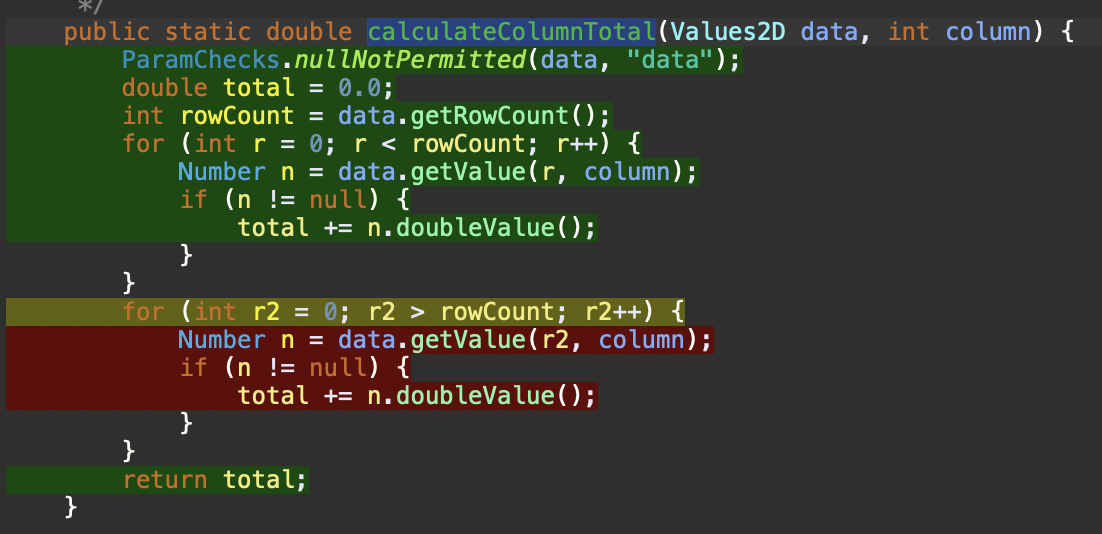 */
public static double calculateColumnTotal(Values2D data, int column) {
ParamChecks.nullNotPermitted(data, "data");
double total = 0.0;
int rowCount = data.getRowCount();
for (int r = 0; r < rowCount; r++) {
Number n = data.getValue(r, column);
if (n != null) {
total += n.doubleValue();
}
}
for (int r2 = 0; r2 > rowCount; r2++) {
Number n = data.getValue(r2, column);
if (n != null) {
total += n.doubleValue();
}
}
return total;
}